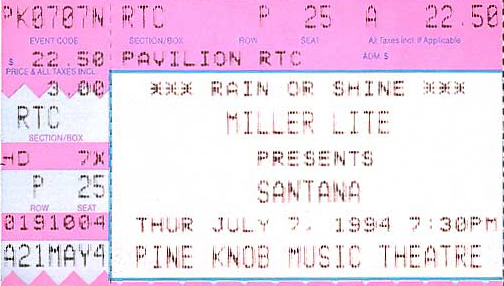 PK0707N RTC P 25 A 22.50
EVENT CODE SECTION/BOX ROW SEAT All Taxes Incl. If Applicable
$ 22.50 PAVILION RTC ADM. $
PRICE & ALL TAXES INCL.
3.00 *** RAIN OR SHINE ***
RTC MILLER LITE
SECTION/BOX
HD 7X PRESENTS
P 25 SANTANA
ROW SEAT
0191004 THUR JULY 7, 1994 7:30PM
A21MAY4 PINE KNOB MUSIC THEATRE